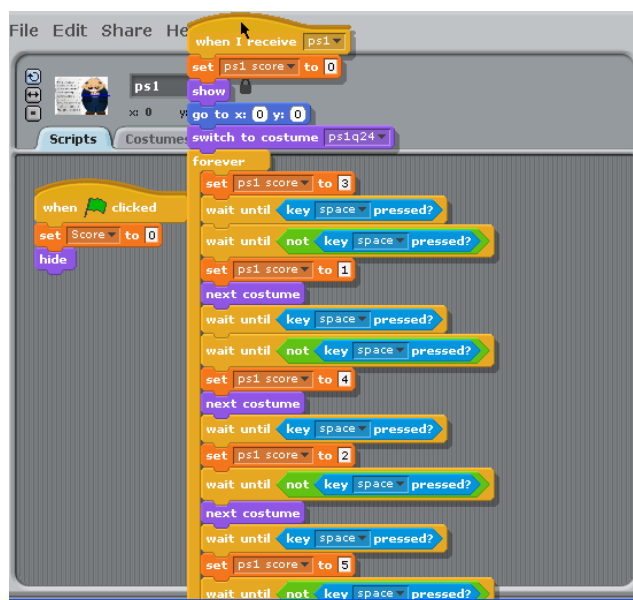 File Edit Share He
ps1
x: 0 y:
Scripts Costume
when clicked
set Score to 0
hide
when I receive ps1
set ps1 score to 0
show
go to x: 0 y: 0
switch to costume ps1q24
forever
set ps1 score to 3
wait until key space pressed?
wait until not key space pressed?
set ps1 score to 1
next costume
wait until key space pressed?
wait until not key space pressed?
set ps1 score to 4
next costume
wait until key space pressed?
set ps1 score to 2
wait until not key space pressed?
next costume
wait until key space pressed?
set ps1 score to 5
wait until not key space pressed?